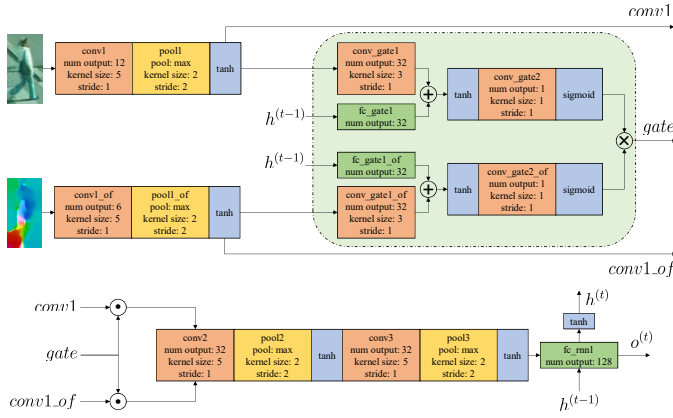 conv1
conv1
num output: 12
kernel size: 5
stride: 1
pool1
pool: max
kernel size: 2
stride: 2
tanh
conv_gate1
num output: 32
kernel size: 3
stride: 1
h(t−1)
fc_gate1
num output: 32
tanh
conv_gate2
num output: 1
kernel size: 1
stride: 1
sigmoid
gate
h(t−1)
fc_gate1_of
num output: 32
conv1_of
num output: 6
kernel size: 5
stride: 1
pool1_of
pool: max
kernel size: 2
stride: 2
tanh
conv_gate1_of
num output: 32
kernel size: 3
stride: 1
tanh
conv_gate2_of
num output: 1
kernel size: 1
stride: 1
sigmoid
conv1_of
conv1
gate
conv1_of
conv2
num output: 32
kernel size: 5
stride: 1
pool2
pool: max
kernel size: 2
stride: 2
tanh
conv3
num output: 32
kernel size: 5
stride: 1
pool3
pool: max
kernel size: 2
stride: 2
tanh
h(t)
tanh
fc_rnn1
num output: 128
o(t)
h(t−1)